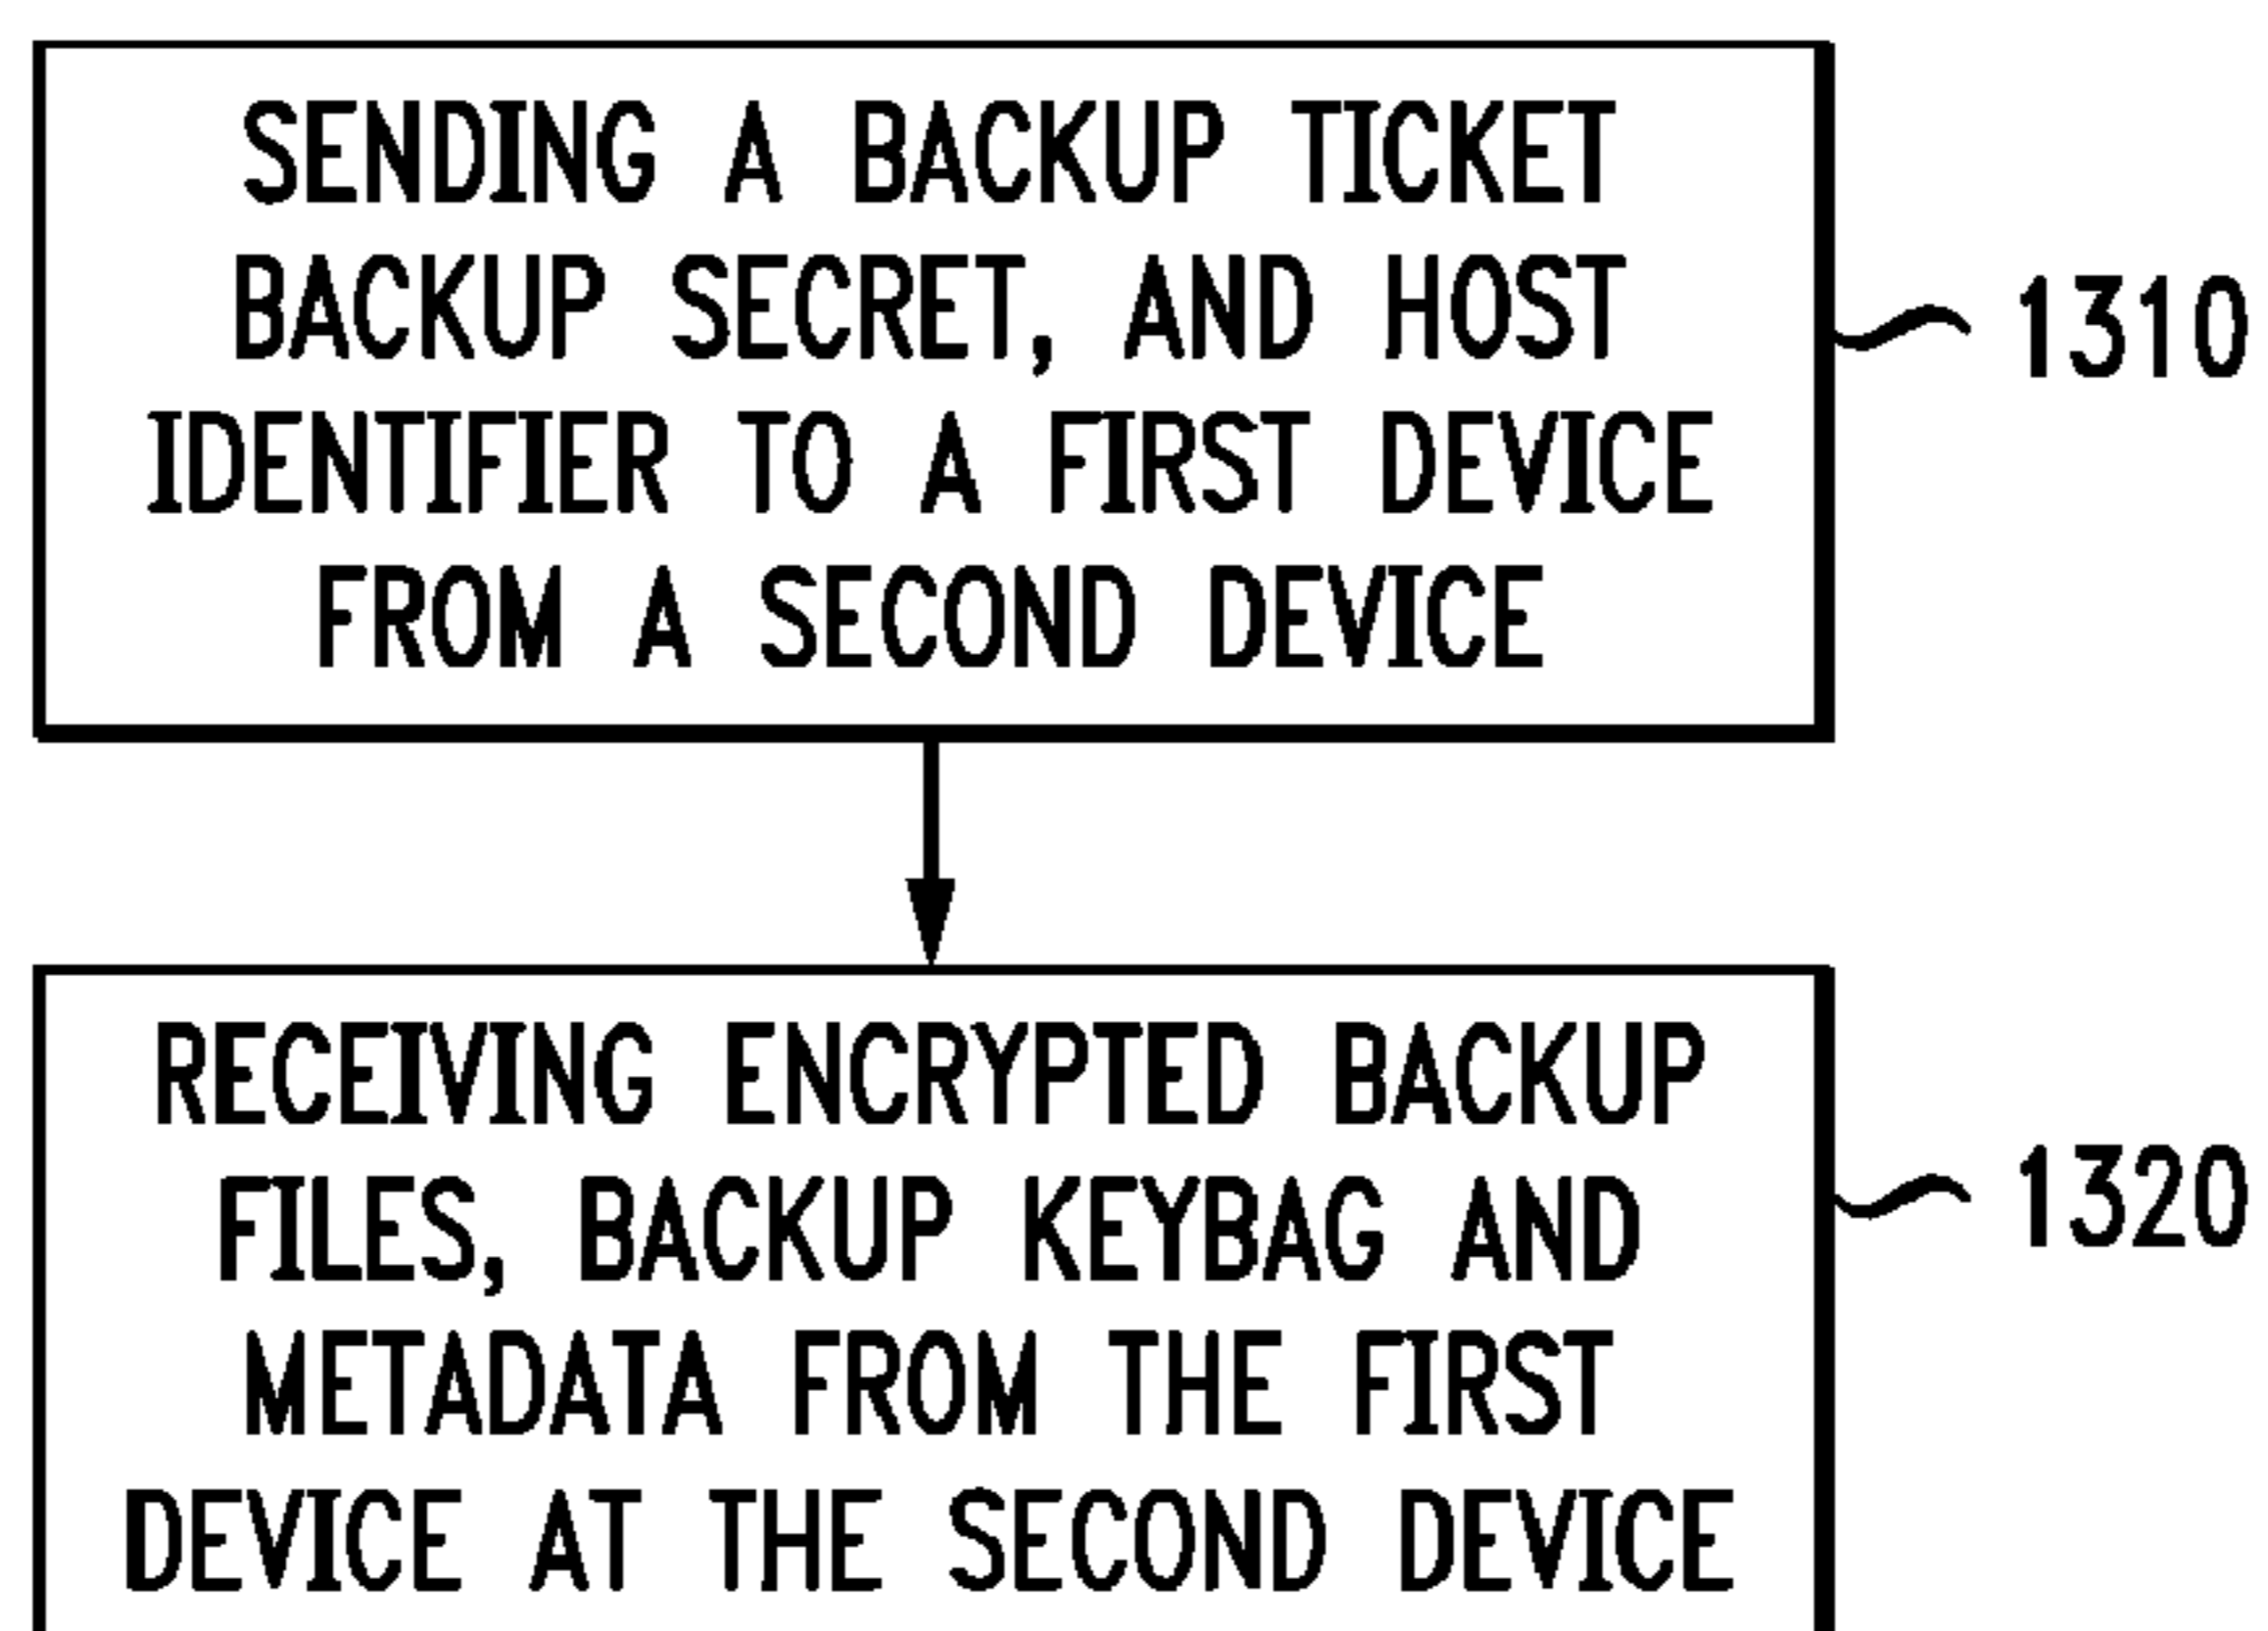 SENDING A BACKUP TICKET
BACKUP SECRET, AND HOST
IDENTIFIER TO A FIRST DEVICE
FROM A SECOND DEVICE
1310
RECEIVING ENCRYPTED BACKUP
FILES, BACKUP KEYBAG AND
METADATA FROM THE FIRST
DEVICE AT THE SECOND DEVICE
1320